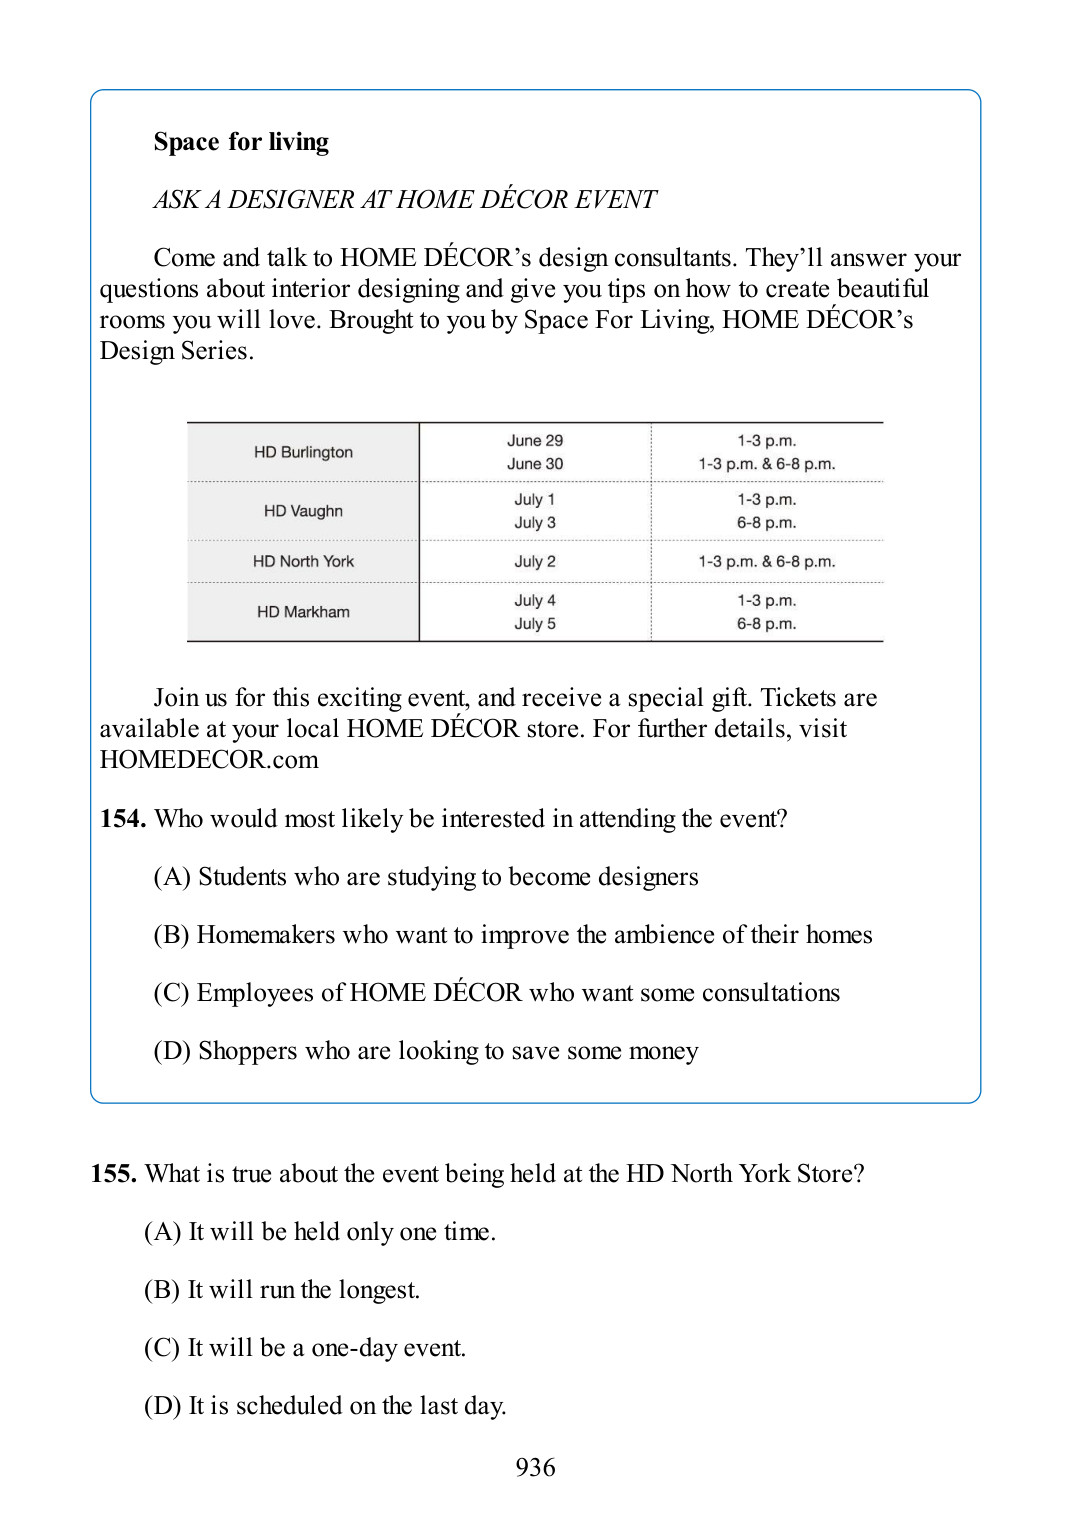 Space for living
ASK A DESIGNER AT HOME DÉCOR EVENT
Come and talk to HOME DÉCOR’s design consultants. They’ll answer your
questions about interior designing and give you tips on how to create beautiful
rooms you will love. Brought to you by Space For Living, HOME DÉCOR’s
Design Series.
HD Burlington
June 29
1-3 p.m.
June 30
1-3 p.m. & 6-8 p.m.
HD Vaughn
July 1
1-3 p.m.
July 3
6-8 p.m.
HD North York
July 2
1-3 p.m. & 6-8 p.m.
HD Markham
July 4
1-3 p.m.
July 5
6-8 p.m.
Join us for this exciting event, and receive a special gift. Tickets are
available at your local HOME DÉCOR store. For further details, visit
HOMEDECOR.com
154. Who would most likely be interested in attending the event?
(A) Students who are studying to become designers
(B) Homemakers who want to improve the ambience of their homes
(C) Employees of HOME DÉCOR who want some consultations
(D) Shoppers who are looking to save some money
155. What is true about the event being held at the HD North York Store?
(A) It will be held only one time.
(B) It will run the longest.
(C) It will be a one-day event.
(D) It is scheduled on the last day.
936